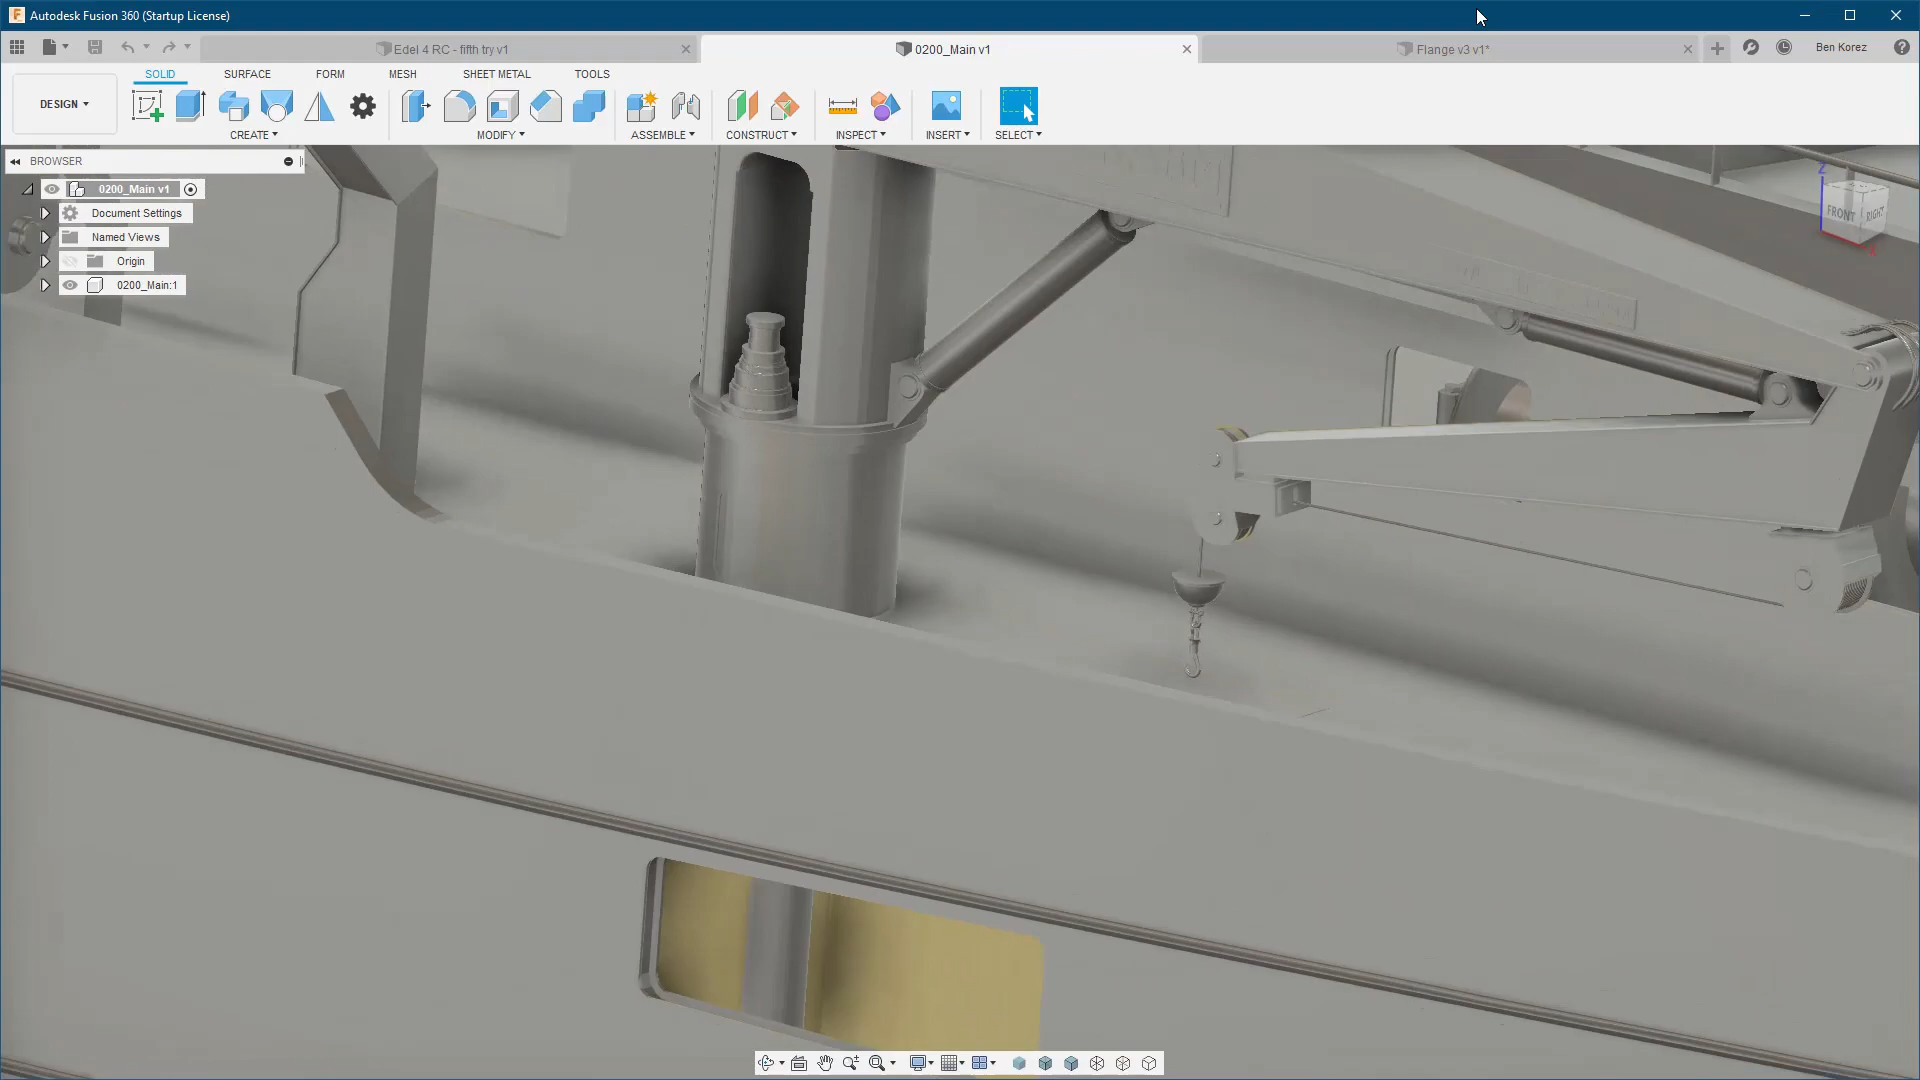 Autodesk Fusion 360 (Startup License)
Edel 4 RC - fifth try v1
0200_Main v1
Flange v3 v1*
Ben Korez
DESIGN
SOLID
SURFACE
FORM
MESH
SHEET METAL
TOOLS
CREATE
MODIFY
ASSEMBLE
CONSTRUCT
INSPECT
INSERT
SELECT
BROWSER
0200_Main v1
Document Settings
Named Views
Origin
0200_Main:1
Z
FRONT
RIGHT
X